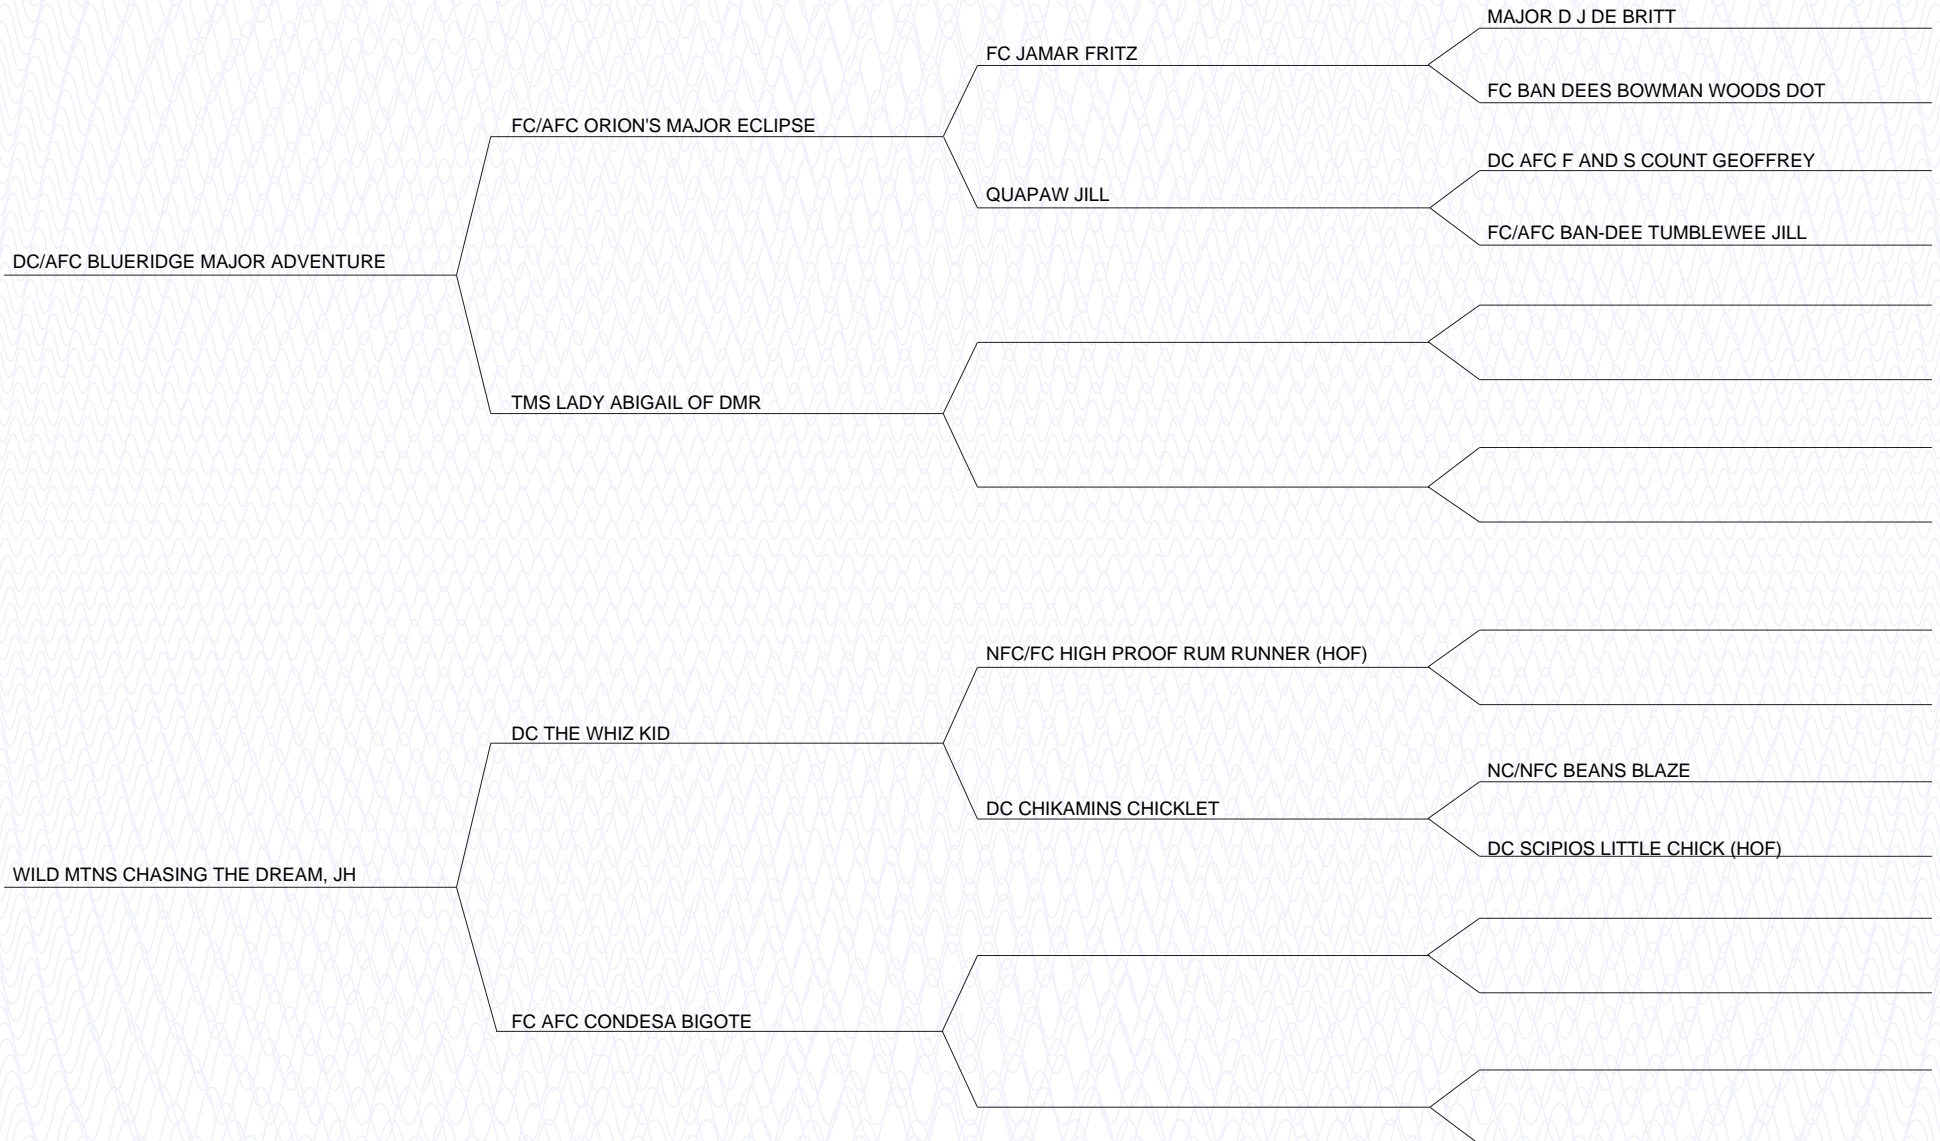 MAJOR D J DE BRITT
FC JAMAR FRITZ
FC BAN DEES BOWMAN WOODS DOT
FC/AFC ORION'S MAJOR ECLIPSE
DC AFC F AND S COUNT GEOFFREY
QUAPAW JILL
FC/AFC BAN-DEE TUMBLEWEE JILL
DC/AFC BLUERIDGE MAJOR ADVENTURE
TMS LADY ABIGAIL OF DMR
NFC/FC HIGH PROOF RUM RUNNER (HOF)
DC THE WHIZ KID
NC/NFC BEANS BLAZE
DC CHIKAMINS CHICKLET
DC SCIPIOS LITTLE CHICK (HOF)
WILD MTNS CHASING THE DREAM, JH
FC AFC CONDESA BIGOTE